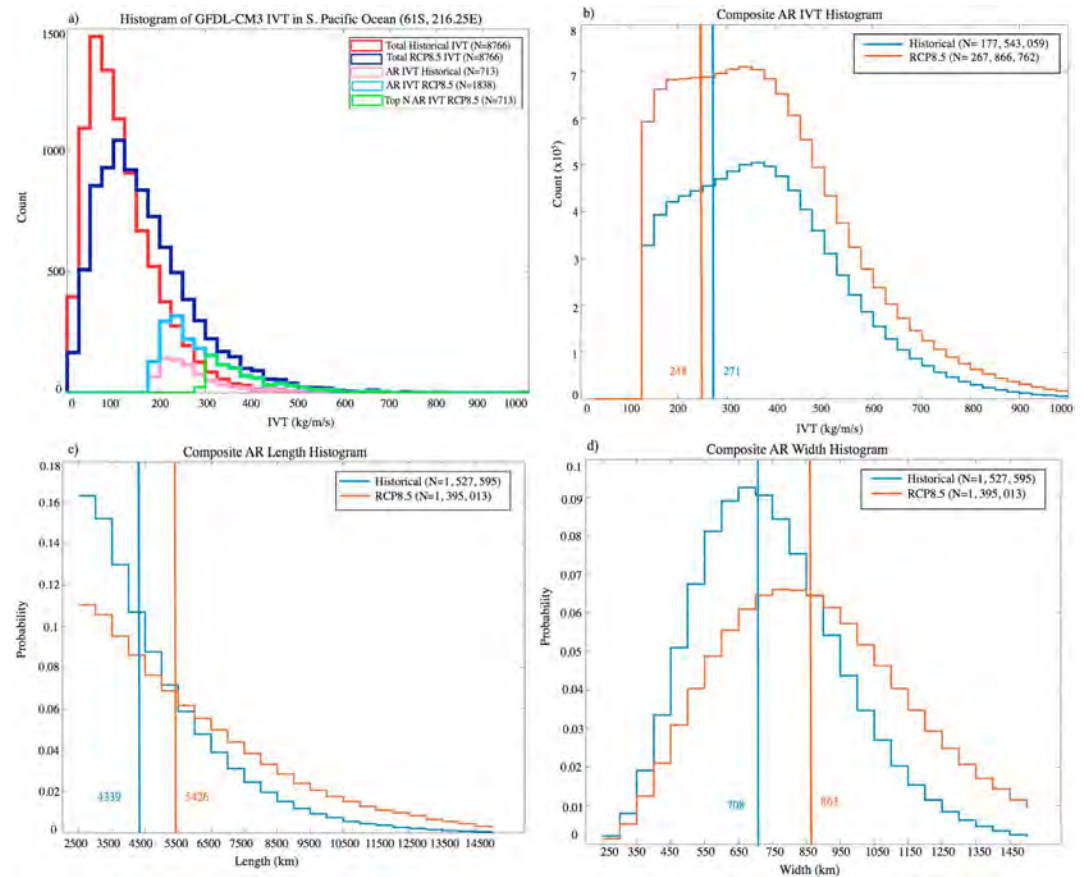 a)
Histogram of GFDL-CM3 IVT in S. Pacific Ocean (61S, 216.25E)
Total Historical IVT (N=8766)
Total RCP8.5 IVT (N=8766)
AR IVT Historical (N=713)
AR IVT RCP8.5 (N=1838)
Top N AR IVT RCP8.5 (N=713)
1500
1000
500
0
Count
0 100 200 300 400 500 600 700 800 900 1000
IVT (kg/m/s)
b)
Composite AR IVT Histogram
Historical (N= 177, 543, 059)
RCP8.5 (N= 267, 866, 762)
8
7
6
5
4
3
2
1
0
Count (x10⁵)
248 271
0 100 200 300 400 500 600 700 800 900 1000
IVT (kg/m/s)
c)
Composite AR Length Histogram
Historical (N=1, 527, 595)
RCP8.5 (N=1, 395, 013)
0.18
0.16
0.14
0.12
0.10
0.08
0.06
0.04
0.02
0
Probability
4339 5426
2500 3500 4500 5500 6500 7500 8500 9500 10500 11500 12500 13500 14500
Length (km)
d)
Composite AR Width Histogram
Historical (N=1, 527, 595)
RCP8.5 (N=1, 395, 013)
0.1
0.09
0.08
0.07
0.06
0.05
0.04
0.03
0.02
0.01
0
Probability
708
250 350 450 550 650 750 850 950 1050 1150 1250 1350 1450
Width (km)